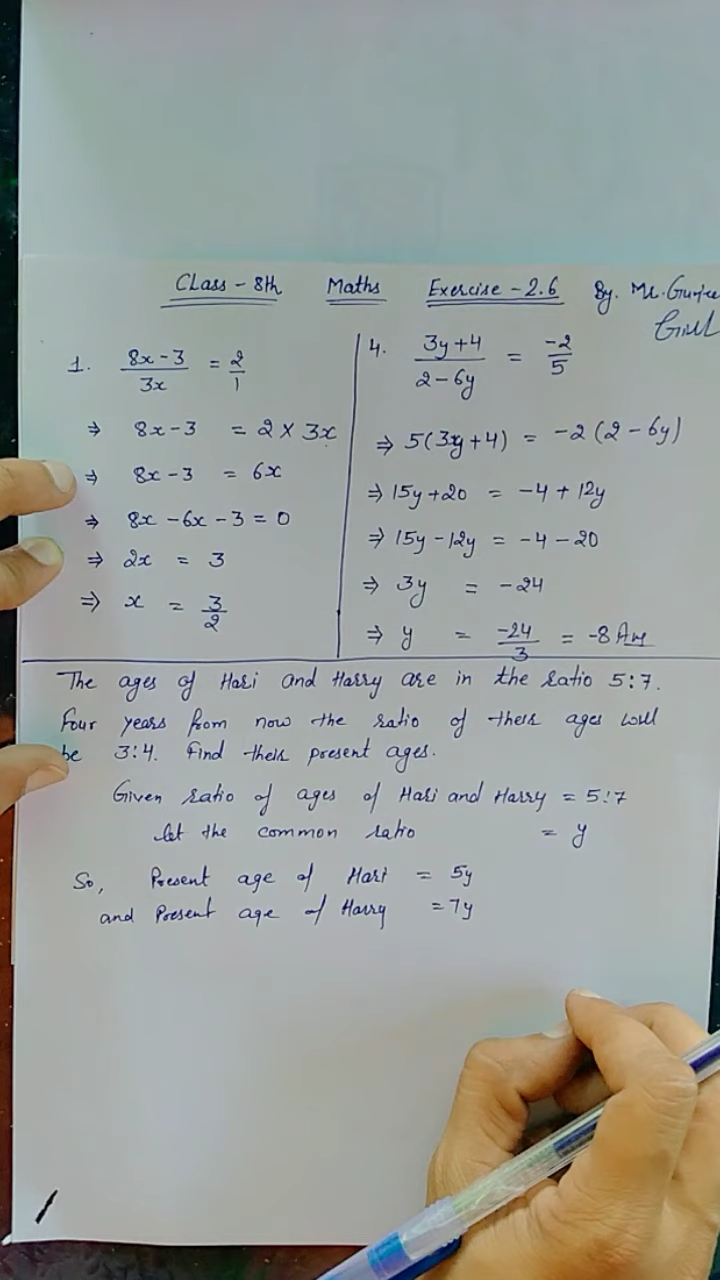 Class - 8th Maths Exercise - 2.6 By. Mr.
Gill
1. (8x - 3)/(3x) = 2/1
⇒ 8x - 3 = 2 × 3x
⇒ 8x - 3 = 6x
⇒ 8x - 6x - 3 = 0
⇒ 2x = 3
⇒ x = 3/2
4. (3y + 4)/(2 - 6y) = -2/5
⇒ 5(3y + 4) = -2(2 - 6y)
⇒ 15y + 20 = -4 + 12y
⇒ 15y - 12y = -4 - 20
⇒ 3y = -24
⇒ y = -24/3 = -8 Ans
The ages of Hari and Harry are in the ratio 5:7.
Four years from now the ratio of their ages will
be 3:4. Find their present ages.
Given ratio of ages of Hari and Harry = 5:7
let the common ratio = y
So, Present age of Hari = 5y
and Present age of Harry = 7y